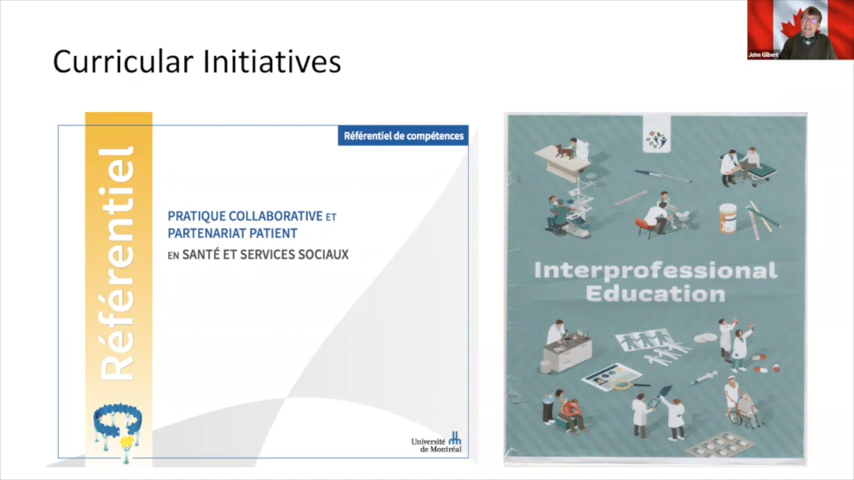 Curricular Initiatives
John Gilbert
Référentiel
Référentiel de compétences
PRATIQUE COLLABORATIVE ET
PARTENARIAT PATIENT
EN SANTÉ ET SERVICES SOCIAUX
Université
de Montréal
Interprofessional
Education